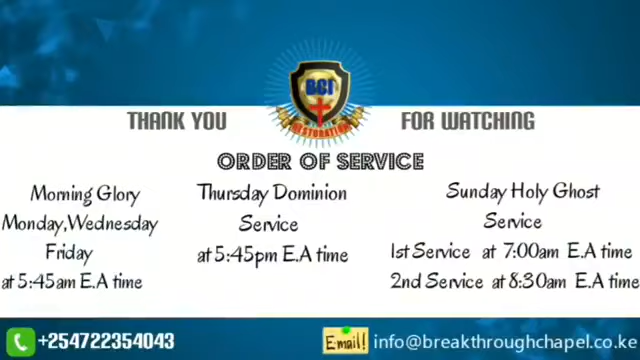 BCI
RESTORATION
THANK YOU FOR WATCHING
ORDER OF SERVICE
Morning Glory
Monday,Wednesday
Friday
at 5:45am E.A time
Thursday Dominion
Service
at 5:45pm E.A time
Sunday Holy Ghost
Service
1st Service at 7:00am E.A time
2nd Service at 8:30am E.A time
+254722354043
Email! info@breakthroughchapel.co.ke